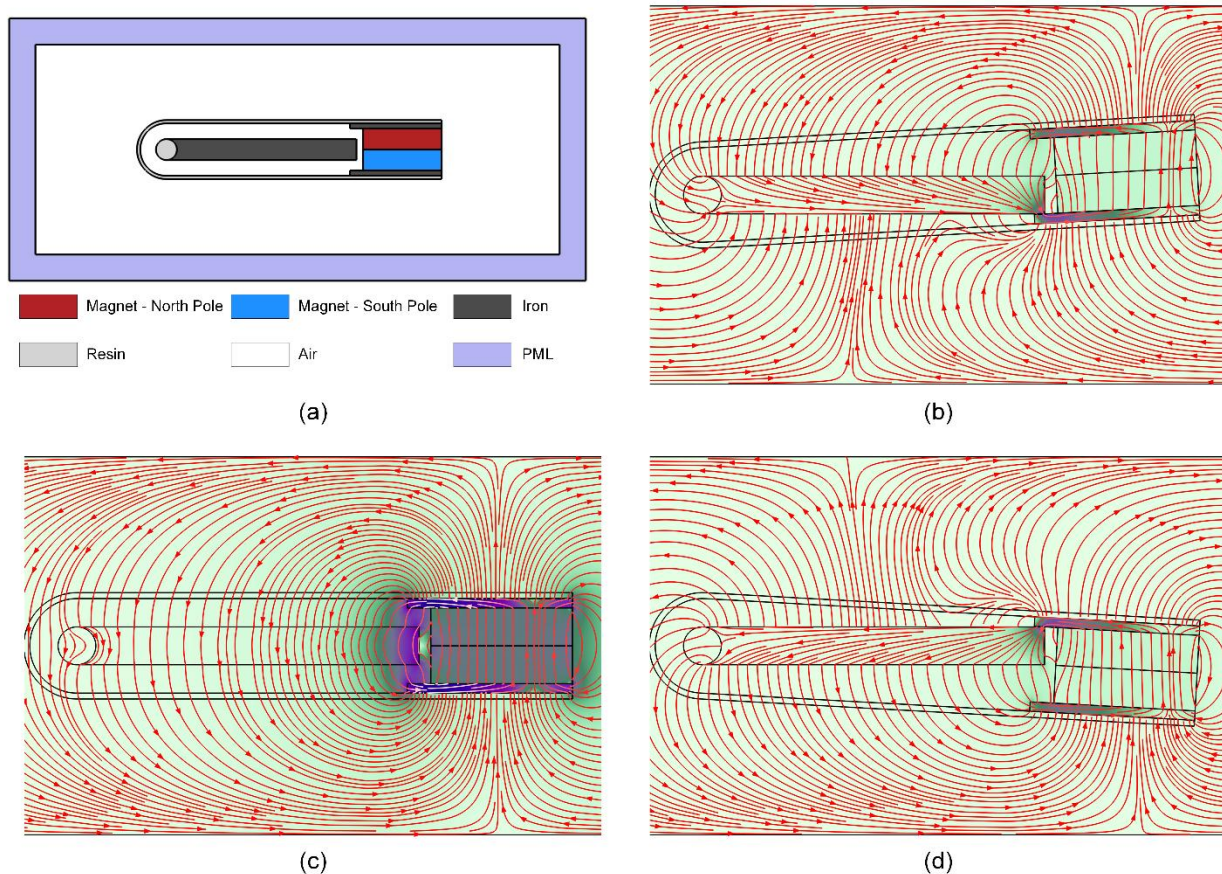 Magnet - North Pole Magnet - South Pole Iron
Resin Air PML
(a)
(b)
(c)
(d)